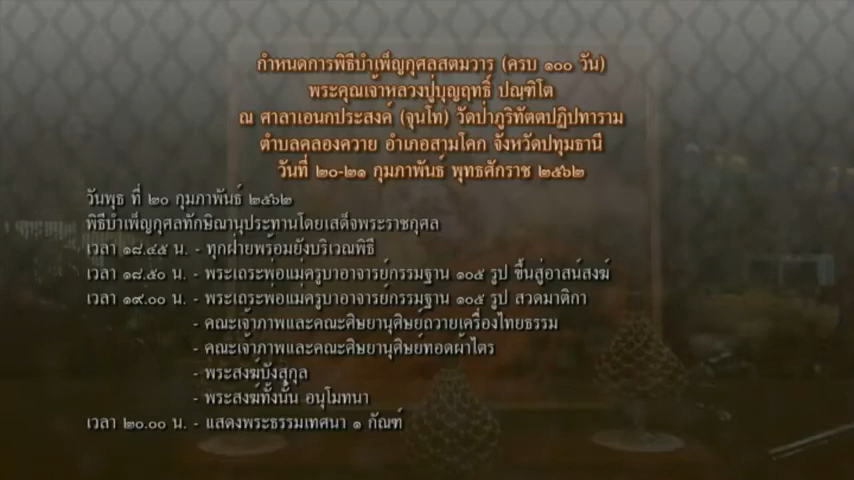 กำหนดการพิธีบำเพ็ญกุศลสตมวาร (ครบ ๑๐๐ วัน)
พระคุณเจ้าหลวงปู่บุญฤทธิ์ ปณฺฑิโต
ณ ศาลาเอนกประสงค์ (จุนโท) วัดป่าภูริทัตตปฏิปทาราม
ตำบลคลองควาย อำเภอสามโคก จังหวัดปทุมธานี
วันที่ ๒๐-๒๑ กุมภาพันธ์ พุทธศักราช ๒๕๖๒
วันพุธ ที่ ๒๐ กุมภาพันธ์ ๒๕๖๒
พิธีบำเพ็ญกุศลทักษิณานุประทานโดยเสด็จพระราชกุศล
เวลา ๑๘.๔๕ น. - ทุกฝ่ายพร้อมยังบริเวณพิธี
เวลา ๑๘.๕๐ น. - พระเถระพ่อแม่ครูบาอาจารย์กรรมฐาน ๑๐๕ รูป ขึ้นสู่อาสน์สงฆ์
เวลา ๑๙.๐๐ น. - พระเถระพ่อแม่ครูบาอาจารย์กรรมฐาน ๑๐๕ รูป สวดมาติกา
- คณะเจ้าภาพและคณะศิษยานุศิษย์ถวายเครื่องไทยธรรม
- คณะเจ้าภาพและคณะศิษยานุศิษย์ทอดผ้าไตร
- พระสงฆ์บังสุกุล
- พระสงฆ์ทั้งนั้น อนุโมทนา
เวลา ๒๐.๐๐ น. - แสดงพระธรรมเทศนา ๑ กัณฑ์